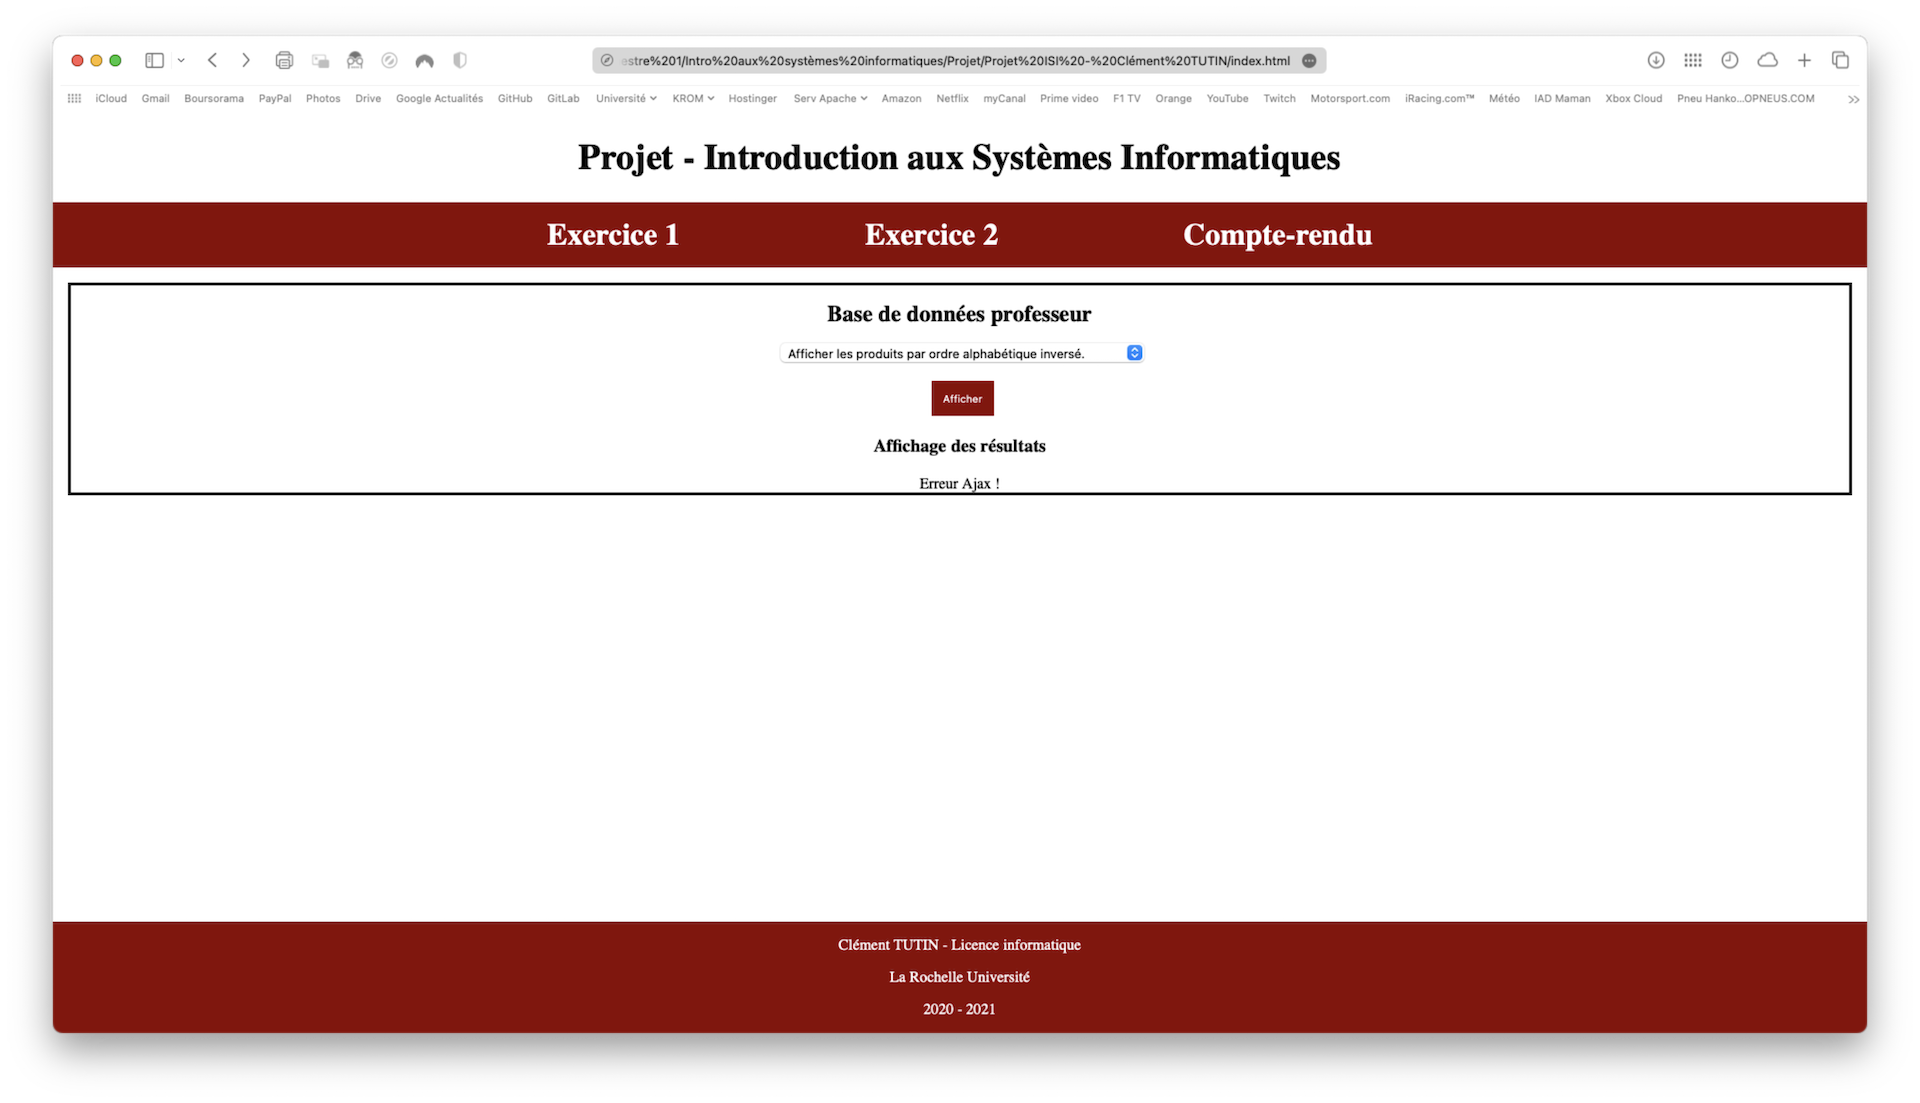 estre%201/Intro%20aux%20systèmes%20informatiques/Projet/Projet%20ISI%20-%20Clément%20TUTIN/index.html
iCloud Gmail Boursorama PayPal Photos Drive Google Actualités GitHub GitLab Université KROM Hostinger Serv Apache Amazon Netflix myCanal Prime video F1 TV Orange YouTube Twitch Motorsport.com iRacing.com™ Météo IAD Maman Xbox Cloud Pneu Hanko...OPNEUS.COM
Projet - Introduction aux Systèmes Informatiques
Exercice 1 Exercice 2 Compte-rendu
Base de données professeur
Afficher les produits par ordre alphabétique inversé.
Afficher
Affichage des résultats
Erreur Ajax !
Clément TUTIN - Licence informatique
La Rochelle Université
2020 - 2021